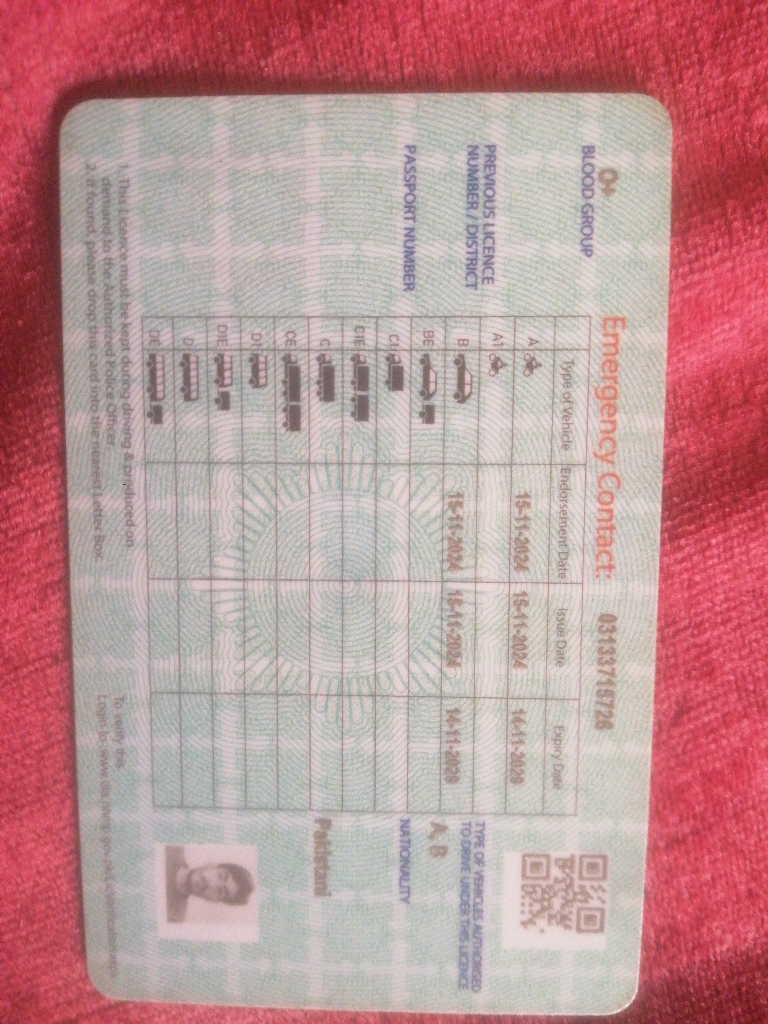 Emergency Contact: 03133715726
BLOOD GROUP
O+
PREVIOUS LICENCE
NUMBER / DISTRICT
PASSPORT NUMBER
Type of Vehicle Endorsement Date Issue Date Expiry Date
A 15-11-2024 15-11-2024 14-11-2029
A1
B 15-11-2024 15-11-2024 14-11-2029
BE
C1
C1E
C
CE
D1
D1E
D
DE
TYPE OF VEHICLES AUTHORISED
TO DRIVE UNDER THIS LICENCE
A, B
NATIONALITY
Pakistani
1. This Licence must be kept during driving & produced on
demand to the Authorized Police Officer.
2. If found, please drop this card into the nearest Letter Box.
To verify this
Login to: